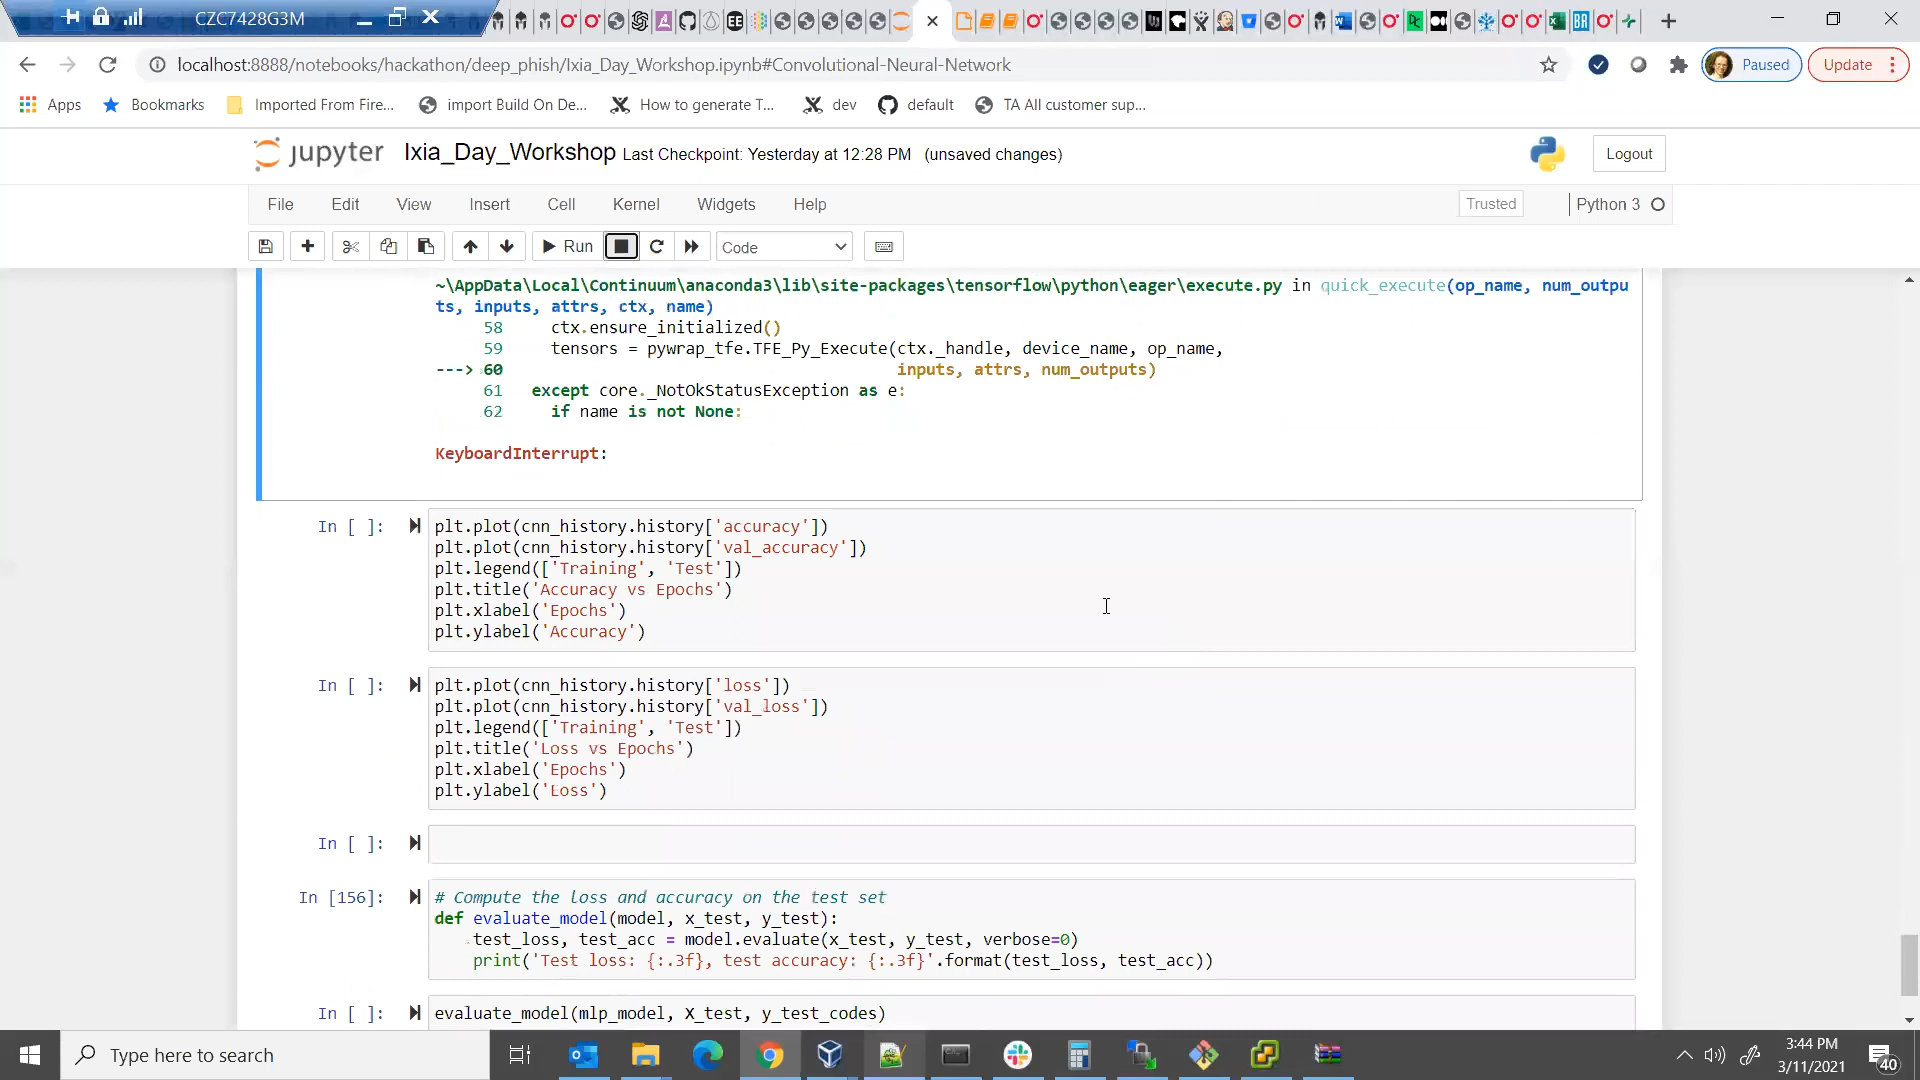 CZC7428G3M
localhost:8888/notebooks/hackathon/deep_phish/Ixia_Day_Workshop.ipynb#Convolutional-Neural-Network
Paused
Update
Apps
Bookmarks
Imported From Fire...
import Build On De...
How to generate T...
dev
default
TA All customer sup...
jupyter
Ixia_Day_Workshop Last Checkpoint: Yesterday at 12:28 PM (unsaved changes)
Logout
File Edit View Insert Cell Kernel Widgets Help
Trusted
Python 3
Run
Code
~\AppData\Local\Continuum\anaconda3\lib\site-packages\tensorflow\python\eager\execute.py in quick_execute(op_name, num_outpu
ts, inputs, attrs, ctx, name)
58 ctx.ensure_initialized()
59 tensors = pywrap_tfe.TFE_Py_Execute(ctx._handle, device_name, op_name,
---> 60 inputs, attrs, num_outputs)
61 except core._NotOkStatusException as e:
62 if name is not None:
KeyboardInterrupt:
In [ ]: plt.plot(cnn_history.history['accuracy'])
plt.plot(cnn_history.history['val_accuracy'])
plt.legend(['Training', 'Test'])
plt.title('Accuracy vs Epochs')
plt.xlabel('Epochs')
plt.ylabel('Accuracy')
In [ ]: plt.plot(cnn_history.history['loss'])
plt.plot(cnn_history.history['val_loss'])
plt.legend(['Training', 'Test'])
plt.title('Loss vs Epochs')
plt.xlabel('Epochs')
plt.ylabel('Loss')
In [ ]:
In [156]: # Compute the loss and accuracy on the test set
def evaluate_model(model, x_test, y_test):
test_loss, test_acc = model.evaluate(x_test, y_test, verbose=0)
print('Test loss: {:.3f}, test accuracy: {:.3f}'.format(test_loss, test_acc))
In [ ]: evaluate_model(mlp_model, X_test, y_test_codes)
Type here to search
3:44 PM
3/11/2021
40